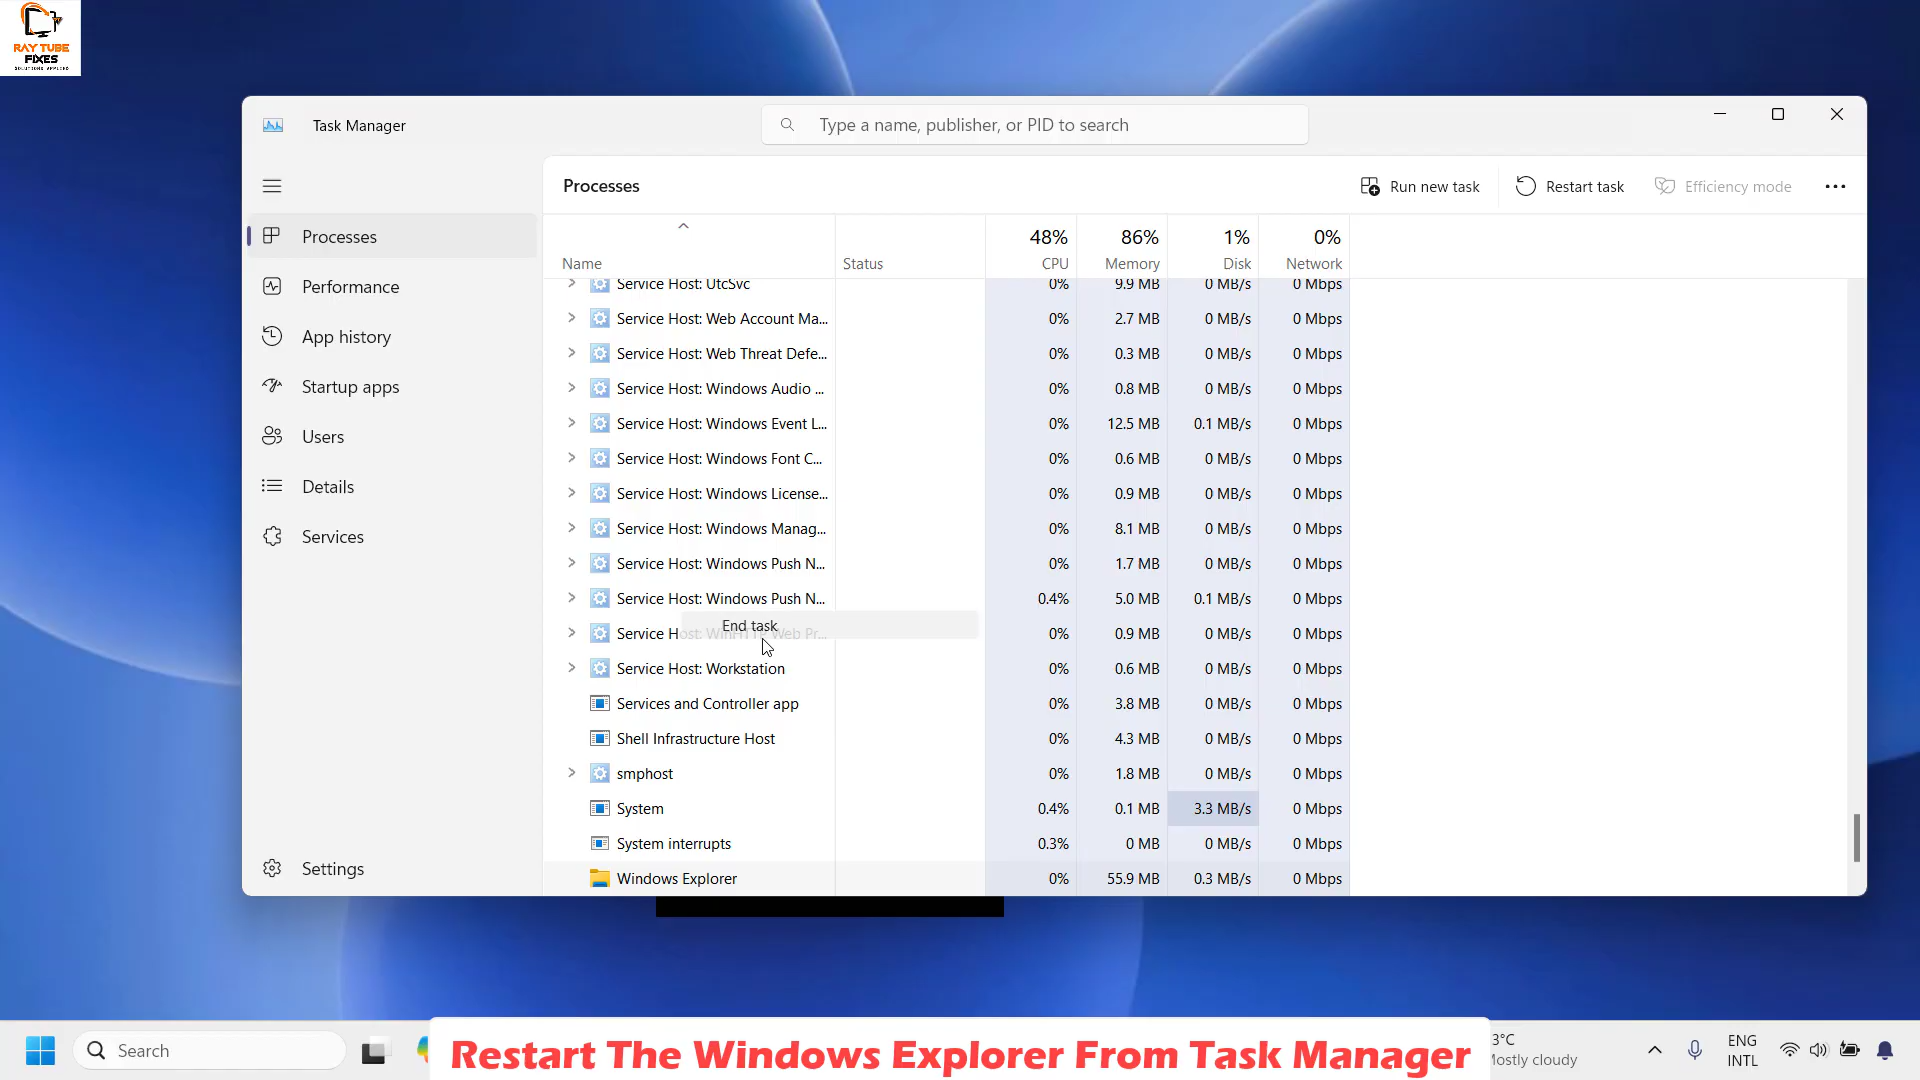 RAY TUBE
FIXES
SOLUTIONS APPLIED
Task Manager
Type a name, publisher, or PID to search
Processes
Run new task
Restart task
Efficiency mode
Processes
Performance
App history
Startup apps
Users
Details
Services
Settings
48% 86% 1% 0%
Name Status CPU Memory Disk Network
Service Host: UtcSvc 0% 9.9 MB 0 MB/s 0 Mbps
Service Host: Web Account Ma... 0% 2.7 MB 0 MB/s 0 Mbps
Service Host: Web Threat Defe... 0% 0.3 MB 0 MB/s 0 Mbps
Service Host: Windows Audio ... 0% 0.8 MB 0 MB/s 0 Mbps
Service Host: Windows Event L... 0% 12.5 MB 0.1 MB/s 0 Mbps
Service Host: Windows Font C... 0% 0.6 MB 0 MB/s 0 Mbps
Service Host: Windows License... 0% 0.9 MB 0 MB/s 0 Mbps
Service Host: Windows Manag... 0% 8.1 MB 0 MB/s 0 Mbps
Service Host: Windows Push N... 0% 1.7 MB 0 MB/s 0 Mbps
Service Host: Windows Push N... 0.4% 5.0 MB 0.1 MB/s 0 Mbps
End task
Service Host: WinHTTP Web Pr... 0% 0.9 MB 0 MB/s 0 Mbps
Service Host: Workstation 0% 0.6 MB 0 MB/s 0 Mbps
Services and Controller app 0% 3.8 MB 0 MB/s 0 Mbps
Shell Infrastructure Host 0% 4.3 MB 0 MB/s 0 Mbps
smphost 0% 1.8 MB 0 MB/s 0 Mbps
System 0.4% 0.1 MB 3.3 MB/s 0 Mbps
System interrupts 0.3% 0 MB 0 MB/s 0 Mbps
Windows Explorer 0% 55.9 MB 0.3 MB/s 0 Mbps
Search
Restart The Windows Explorer From Task Manager
3°C
Mostly cloudy
ENG
INTL